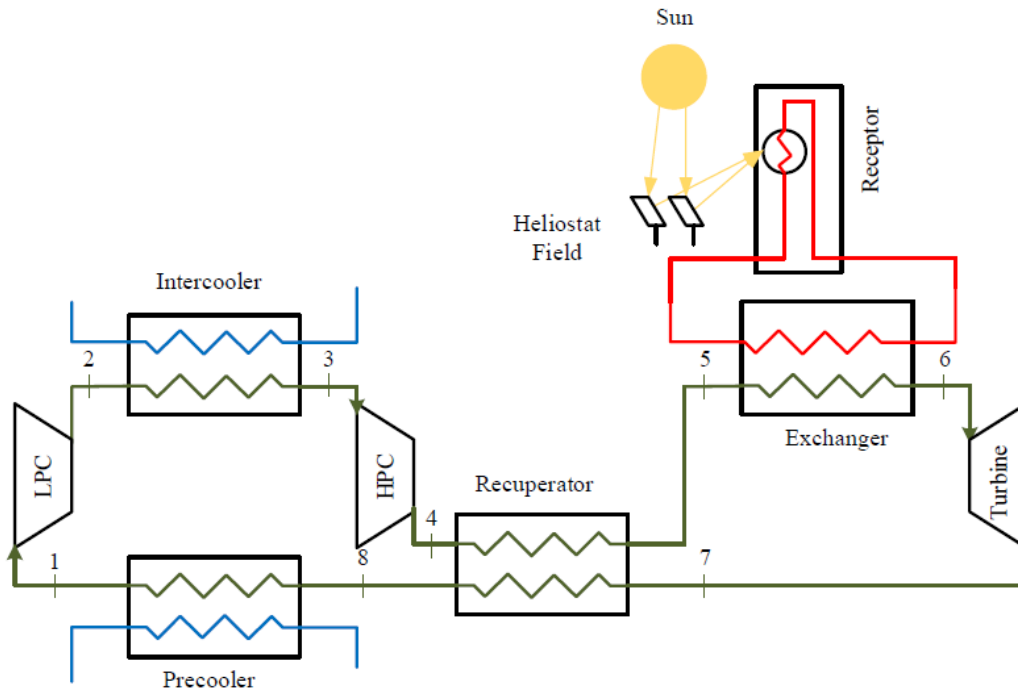 Sun
Receptor
Heliostat
Field
Intercooler
2
3
5
6
LPC
HPC
Exchanger
Turbine
Recuperator
4
1
8
7
Precooler